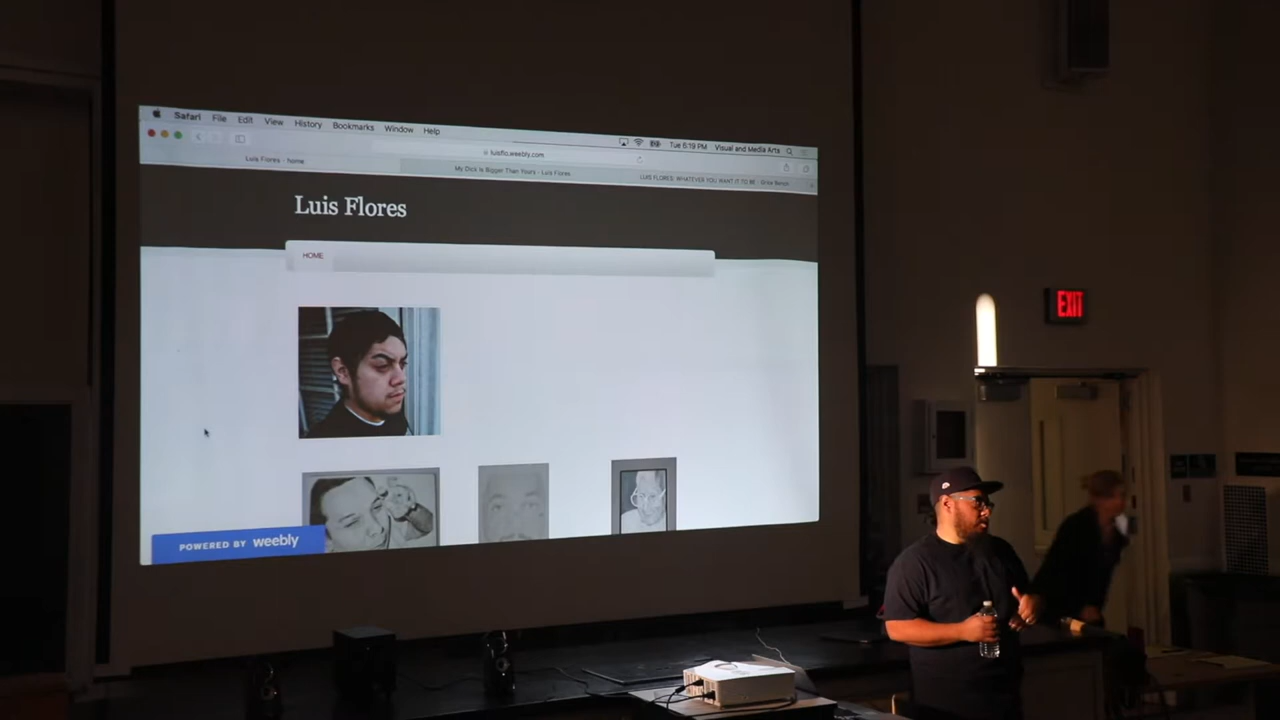 Safari File Edit View History Bookmarks Window Help
Tue 6:19 PM Visual and Media Arts
luisflo.weebly.com
Luis Flores - home
My Dick is Bigger Than Yours - Luis Flores
LUIS FLORES: WHATEVER YOU WANT IT TO BE - Grice Bench
Luis Flores
HOME
POWERED BY weebly
EXIT